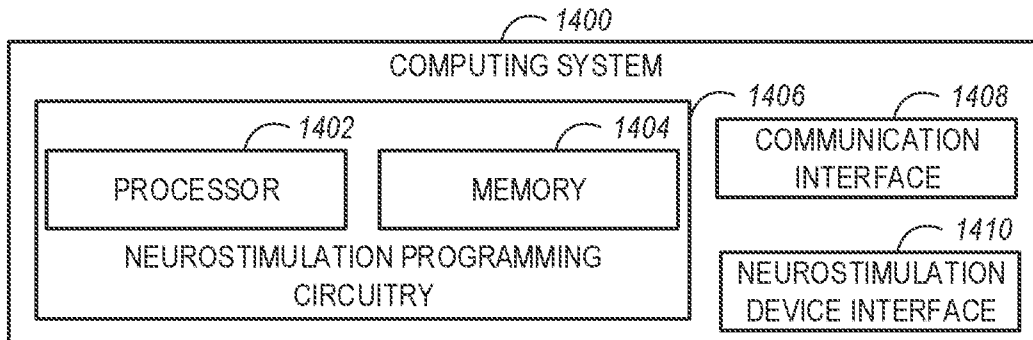 1400
COMPUTING SYSTEM
1406
1408
1402
1404
COMMUNICATION
INTERFACE
PROCESSOR
MEMORY
1410
NEUROSTIMULATION PROGRAMMING
CIRCUITRY
NEUROSTIMULATION
DEVICE INTERFACE